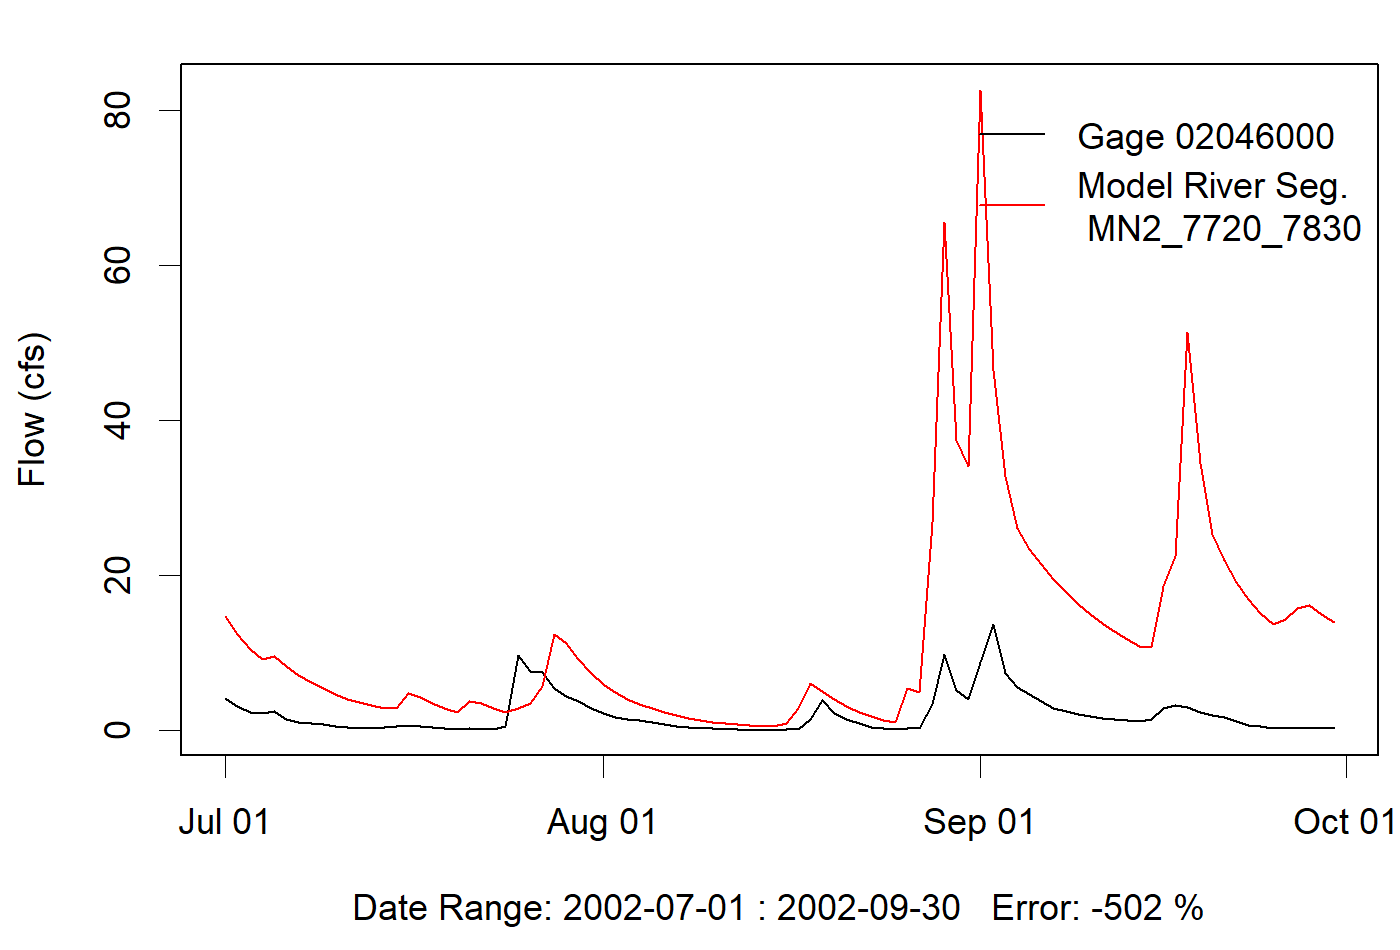 80
60
40
20
0
Flow (cfs)
Gage 02046000
Model River Seg.
MN2_7720_7830
Jul 01 Aug 01 Sep 01 Oct 01
Date Range: 2002-07-01 : 2002-09-30 Error: -502 %